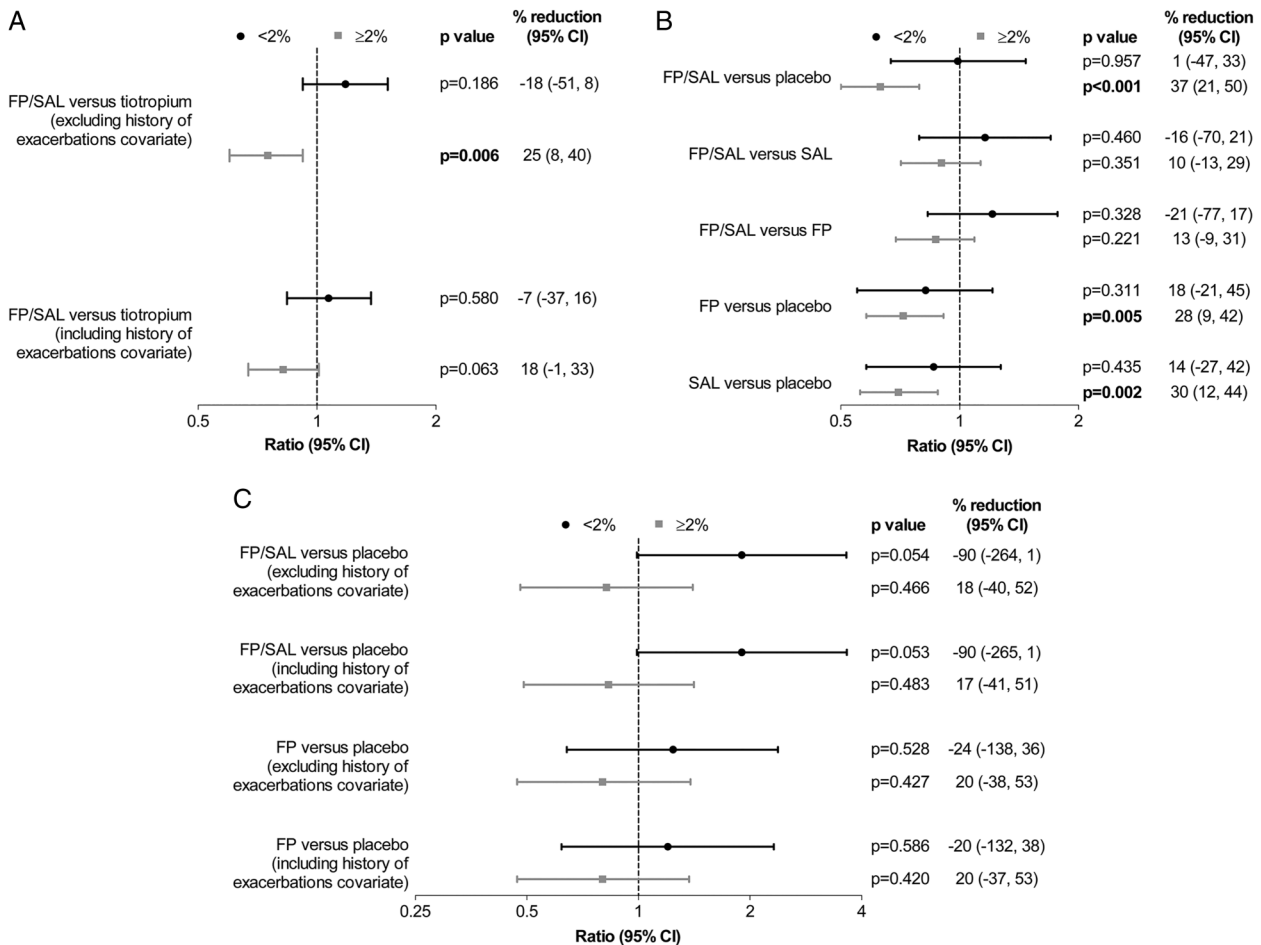 A
<2%
≥2%
p value
% reduction
(95% CI)
FP/SAL versus tiotropium
(excluding history of
exacerbations covariate)
p=0.186
-18 (-51, 8)
p=0.006
25 (8, 40)
FP/SAL versus tiotropium
(including history of
exacerbations covariate)
p=0.580
-7 (-37, 16)
p=0.063
18 (-1, 33)
0.5
1
2
Ratio (95% CI)
B
<2%
≥2%
p value
% reduction
(95% CI)
FP/SAL versus placebo
p=0.957
1 (-47, 33)
p<0.001
37 (21, 50)
FP/SAL versus SAL
p=0.460
-16 (-70, 21)
p=0.351
10 (-13, 29)
FP/SAL versus FP
p=0.328
-21 (-77, 17)
p=0.221
13 (-9, 31)
FP versus placebo
p=0.311
18 (-21, 45)
p=0.005
28 (9, 42)
SAL versus placebo
p=0.435
14 (-27, 42)
p=0.002
30 (12, 44)
0.5
1
2
Ratio (95% CI)
C
<2%
≥2%
p value
% reduction
(95% CI)
FP/SAL versus placebo
(excluding history of
exacerbations covariate)
p=0.054
-90 (-264, 1)
p=0.466
18 (-40, 52)
FP/SAL versus placebo
(including history of
exacerbations covariate)
p=0.053
-90 (-265, 1)
p=0.483
17 (-41, 51)
FP versus placebo
(excluding history of
exacerbations covariate)
p=0.528
-24 (-138, 36)
p=0.427
20 (-38, 53)
FP versus placebo
(including history of
exacerbations covariate)
p=0.586
-20 (-132, 38)
p=0.420
20 (-37, 53)
0.25
0.5
1
2
4
Ratio (95% CI)